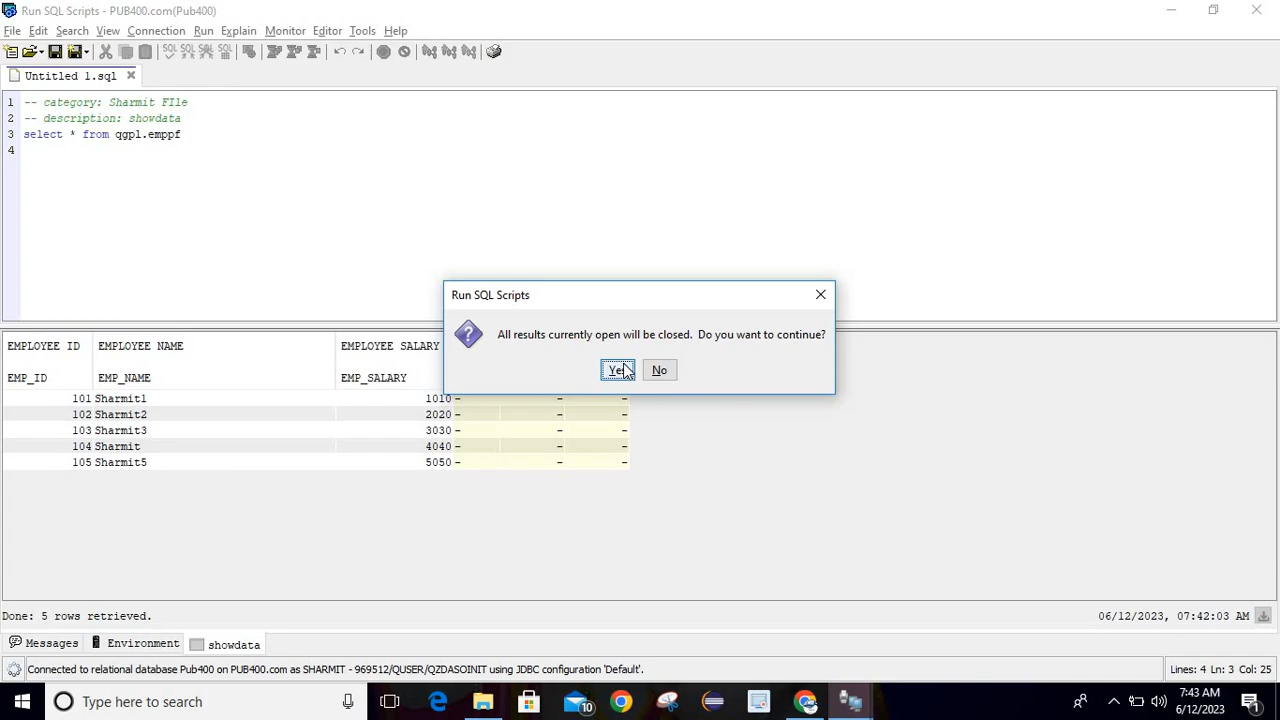 Run SQL Scripts - PUB400.com(Pub400)
File Edit Search View Connection Run Explain Monitor Editor Tools Help
Untitled 1.sql
1 -- category: Sharmit FIle
2 -- description: showdata
3 select * from qgpl.emppf
4
Run SQL Scripts
All results currently open will be closed. Do you want to continue?
Yes No
EMPLOYEE ID EMPLOYEE NAME EMPLOYEE SALARY
EMP_ID EMP_NAME EMP_SALARY
101 Sharmit1 1010 - - -
102 Sharmit2 2020 - - -
103 Sharmit3 3030 - - -
104 Sharmit 4040 - - -
105 Sharmit5 5050 - - -
Done: 5 rows retrieved. 06/12/2023, 07:42:03 AM
Messages Environment showdata
Connected to relational database Pub400 on PUB400.com as SHARMIT - 969512/QUSER/QZDASOINIT using JDBC configuration 'Default'. Lines: 4 Ln: 3 Col: 25
Type here to search 10 7:43 AM
6/12/2023 1